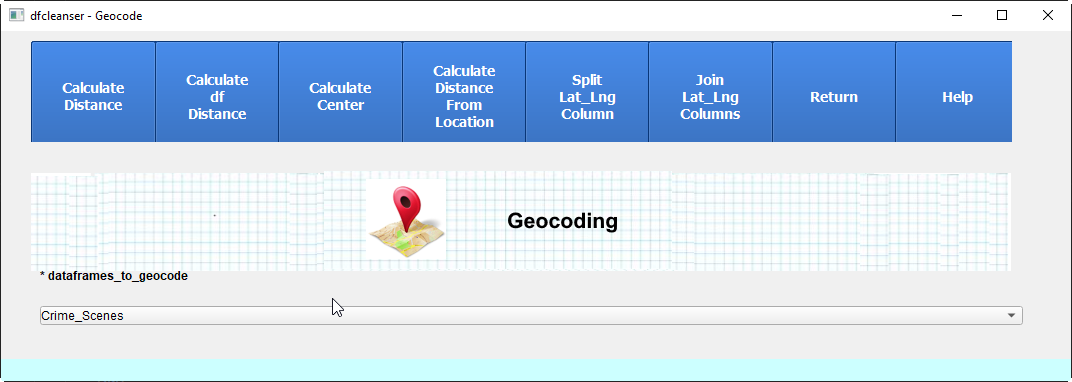 dfcleanser - Geocode
Calculate
Distance
Calculate
df
Distance
Calculate
Center
Calculate
Distance
From
Location
Split
Lat_Lng
Column
Join
Lat_Lng
Columns
Return
Help
Geocoding
* dataframes_to_geocode
Crime_Scenes